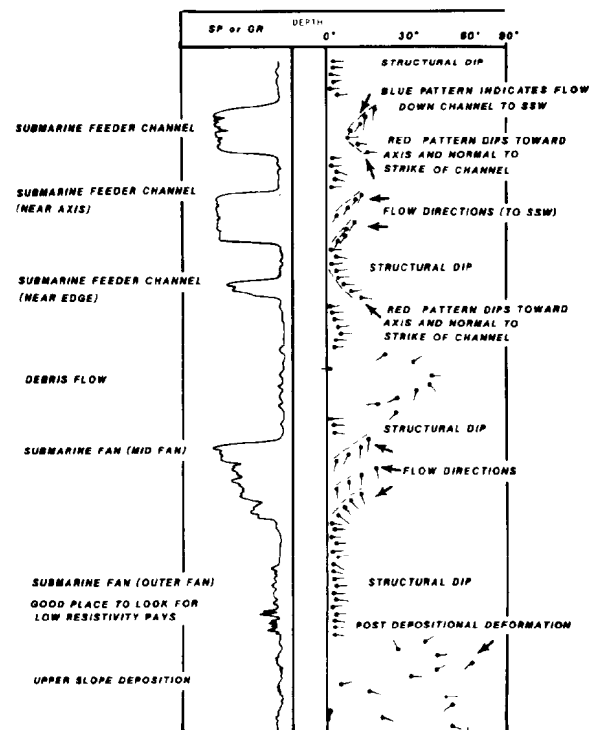 SP or GR
DEPTH
0° 30° 60° 90°
STRUCTURAL DIP
BLUE PATTERN INDICATES FLOW
DOWN CHANNEL TO SSW
SUBMARINE FEEDER CHANNEL
RED PATTERN DIPS TOWARD
AXIS AND NORMAL TO
STRIKE OF CHANNEL
SUBMARINE FEEDER CHANNEL
(NEAR AXIS)
FLOW DIRECTIONS (TO SSW)
STRUCTURAL DIP
SUBMARINE FEEDER CHANNEL
(NEAR EDGE)
RED PATTERN DIPS TOWARD
AXIS AND NORMAL TO
STRIKE OF CHANNEL
DEBRIS FLOW
STRUCTURAL DIP
SUBMARINE FAN (MID FAN)
FLOW DIRECTIONS
SUBMARINE FAN (OUTER FAN)
STRUCTURAL DIP
GOOD PLACE TO LOOK FOR
LOW RESISTIVITY PAYS
POST DEPOSITIONAL DEFORMATION
UPPER SLOPE DEPOSITION